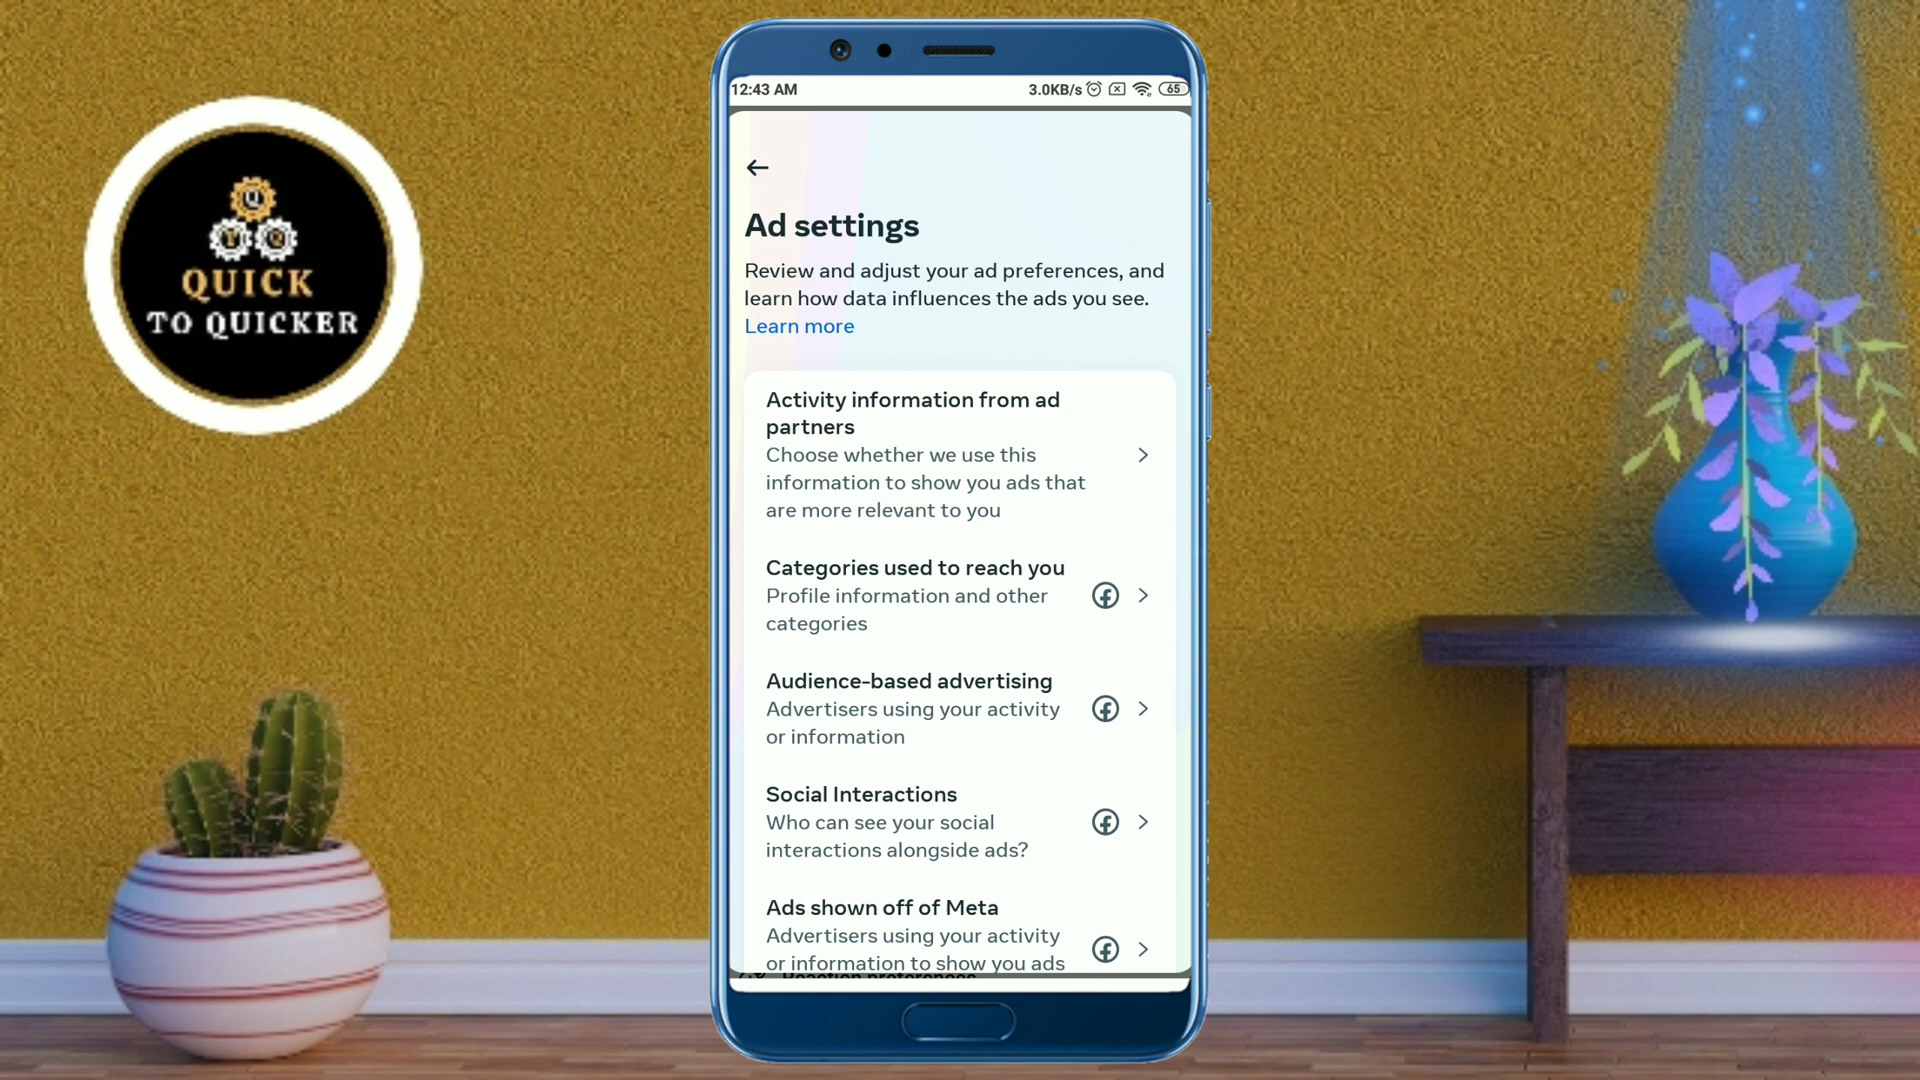 Q
Y Q
QUICK
TO QUICKER
12:43 AM
3.0KB/s
65
Ad settings
Review and adjust your ad preferences, and
learn how data influences the ads you see.
Learn more
Activity information from ad
partners
Choose whether we use this
information to show you ads that
are more relevant to you
Categories used to reach you
Profile information and other
categories
Audience-based advertising
Advertisers using your activity
or information
Social Interactions
Who can see your social
interactions alongside ads?
Ads shown off of Meta
Advertisers using your activity
or information to show you ads
Reaction preferences